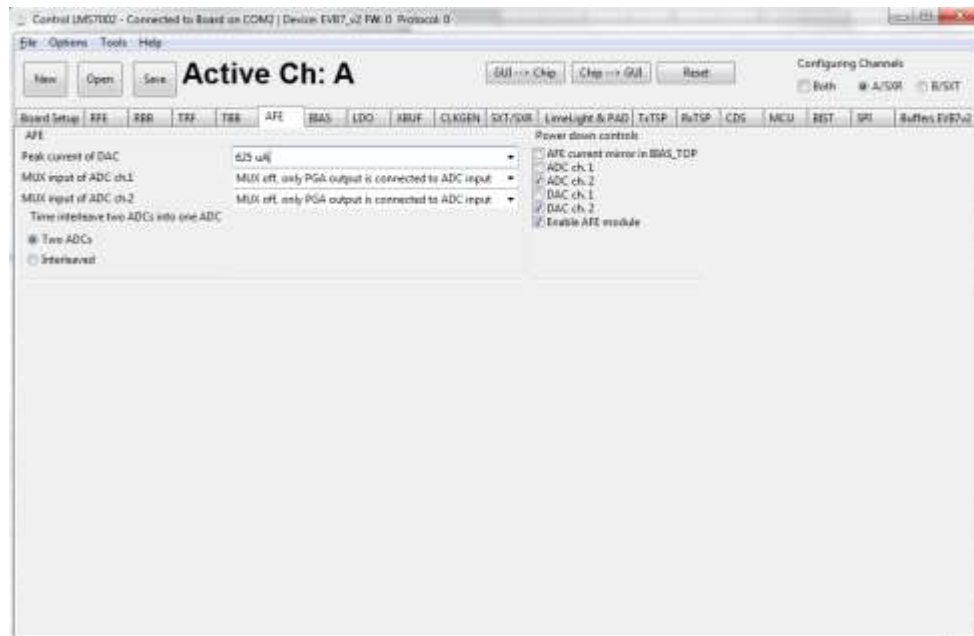 Control LMS7002 - Connected to Board on COM2 | Device: EVB7_v2 FW: 0 Protocol: 0
File Options Tools Help
New Open Save Active Ch: A GUI --> Chip Chip --> GUI Reset
Configuring Channels
Both A/SXR B/SXT
Board Setup RFE RBB TRF TBB AFE BIAS LDO XBUF CLKGEN SXT/SXR LimeLight & PAD TxTSP RxTSP CDS MCU BIST SPI Buffers EVB7v2
AFE
Peak current of DAC 625 uA
MUX input of ADC ch.1 MUX off, only PGA output is connected to ADC input
MUX input of ADC ch.2 MUX off, only PGA output is connected to ADC input
Time interleave two ADCs into one ADC
Two ADCs
Interleaved
Power down controls
AFE current mirror in BIAS_TOP
ADC ch. 1
ADC ch. 2
DAC ch. 1
DAC ch. 2
Enable AFE module